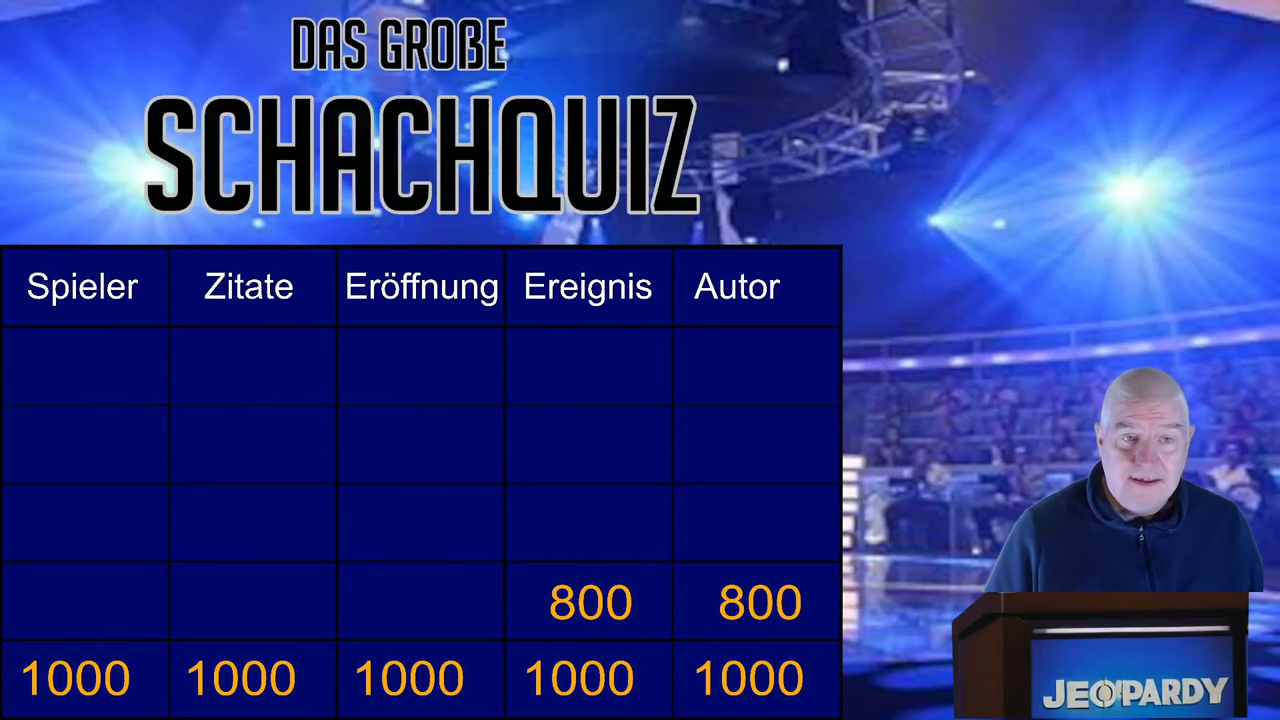 DAS GROßE
SCHACHQUIZ
Spieler Zitate Eröffnung Ereignis Autor
800 800
1000 1000 1000 1000 1000
JEOPARDY